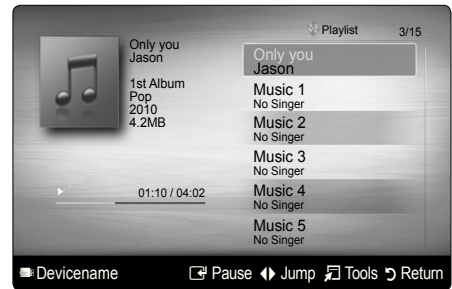 Only you
Jason
1st Album
Pop
2010
4.2MB
01:10 / 04:02
Playlist 3/15
Only you
Jason
Music 1
No Singer
Music 2
No Singer
Music 3
No Singer
Music 4
No Singer
Music 5
No Singer
Devicename Pause Jump Tools Return